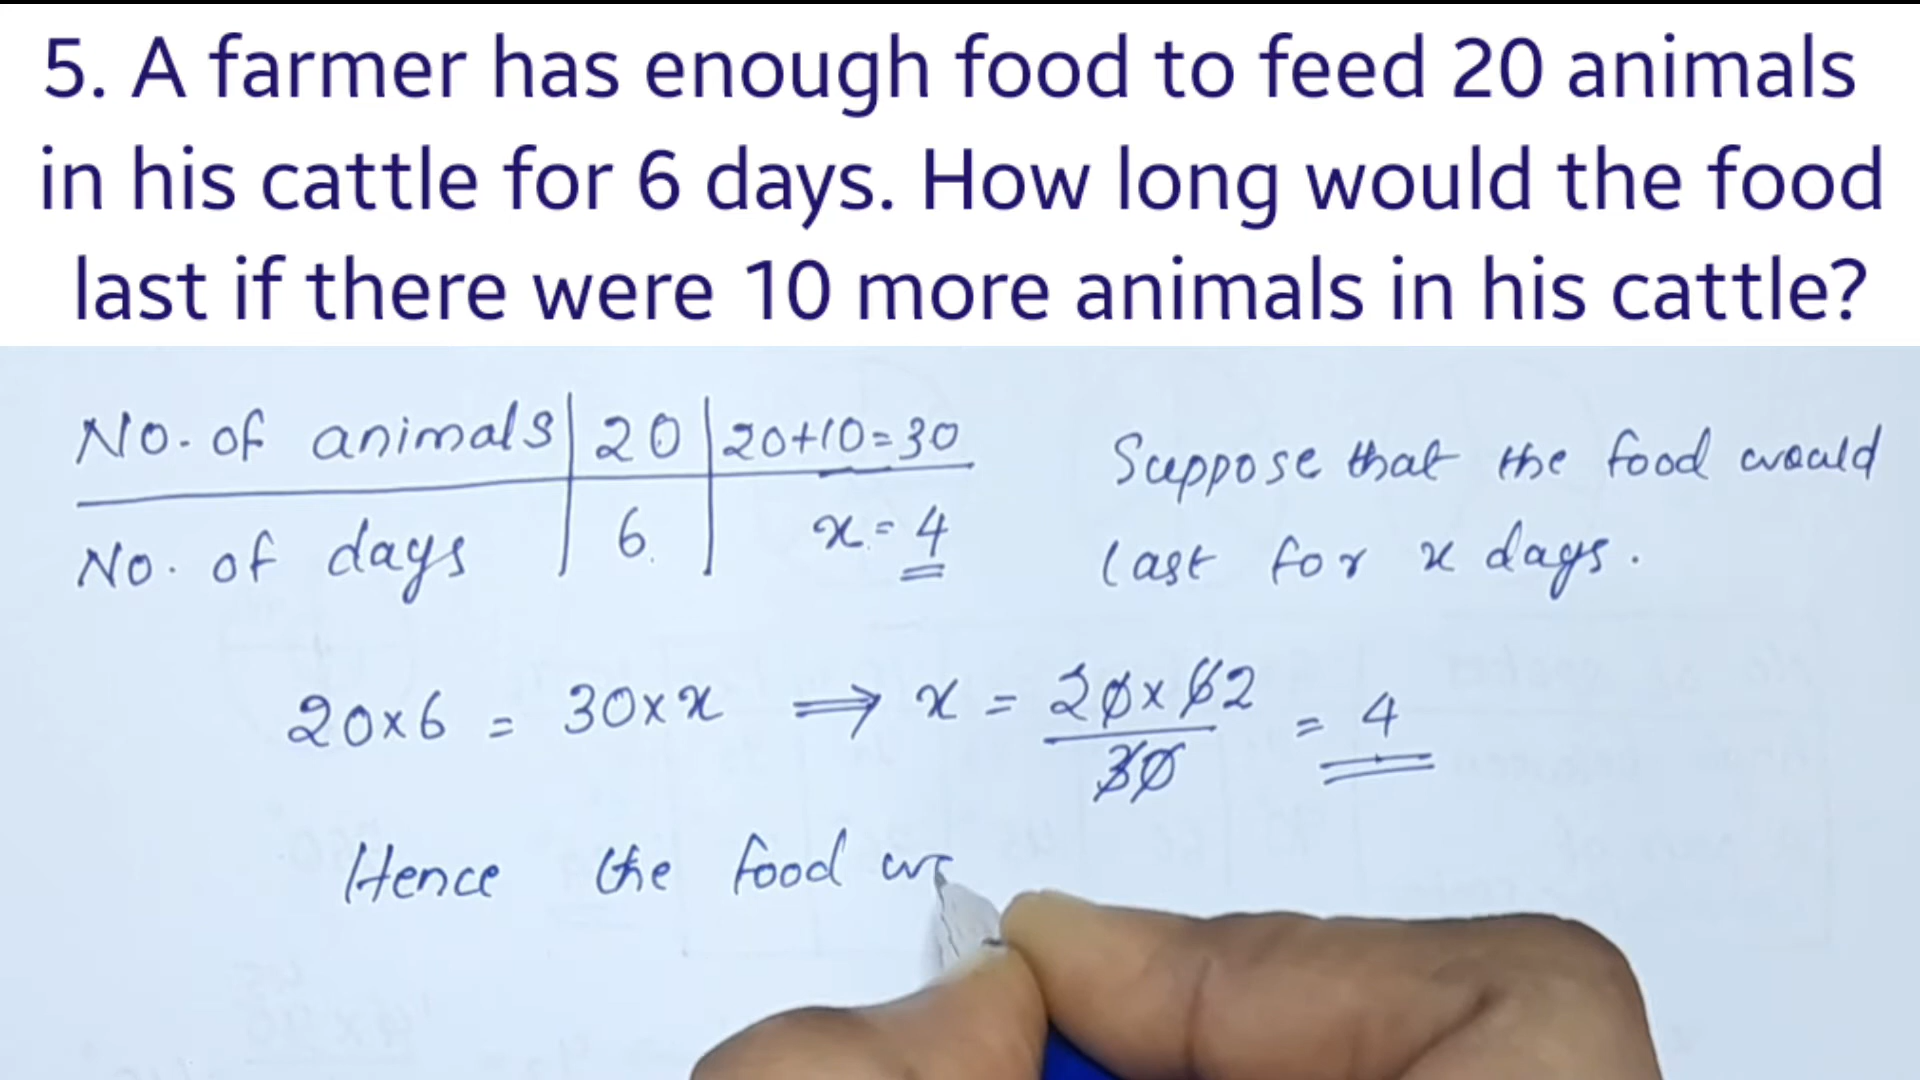 5. A farmer has enough food to feed 20 animals
in his cattle for 6 days. How long would the food
last if there were 10 more animals in his cattle?
No. of animals | 20 | 20+10=30
No. of days | 6 | x = 4
Suppose that the food would
last for x days.
20×6 = 30×x ⟹ x = 20×6 2 / 30 = 4
Hence the food wo